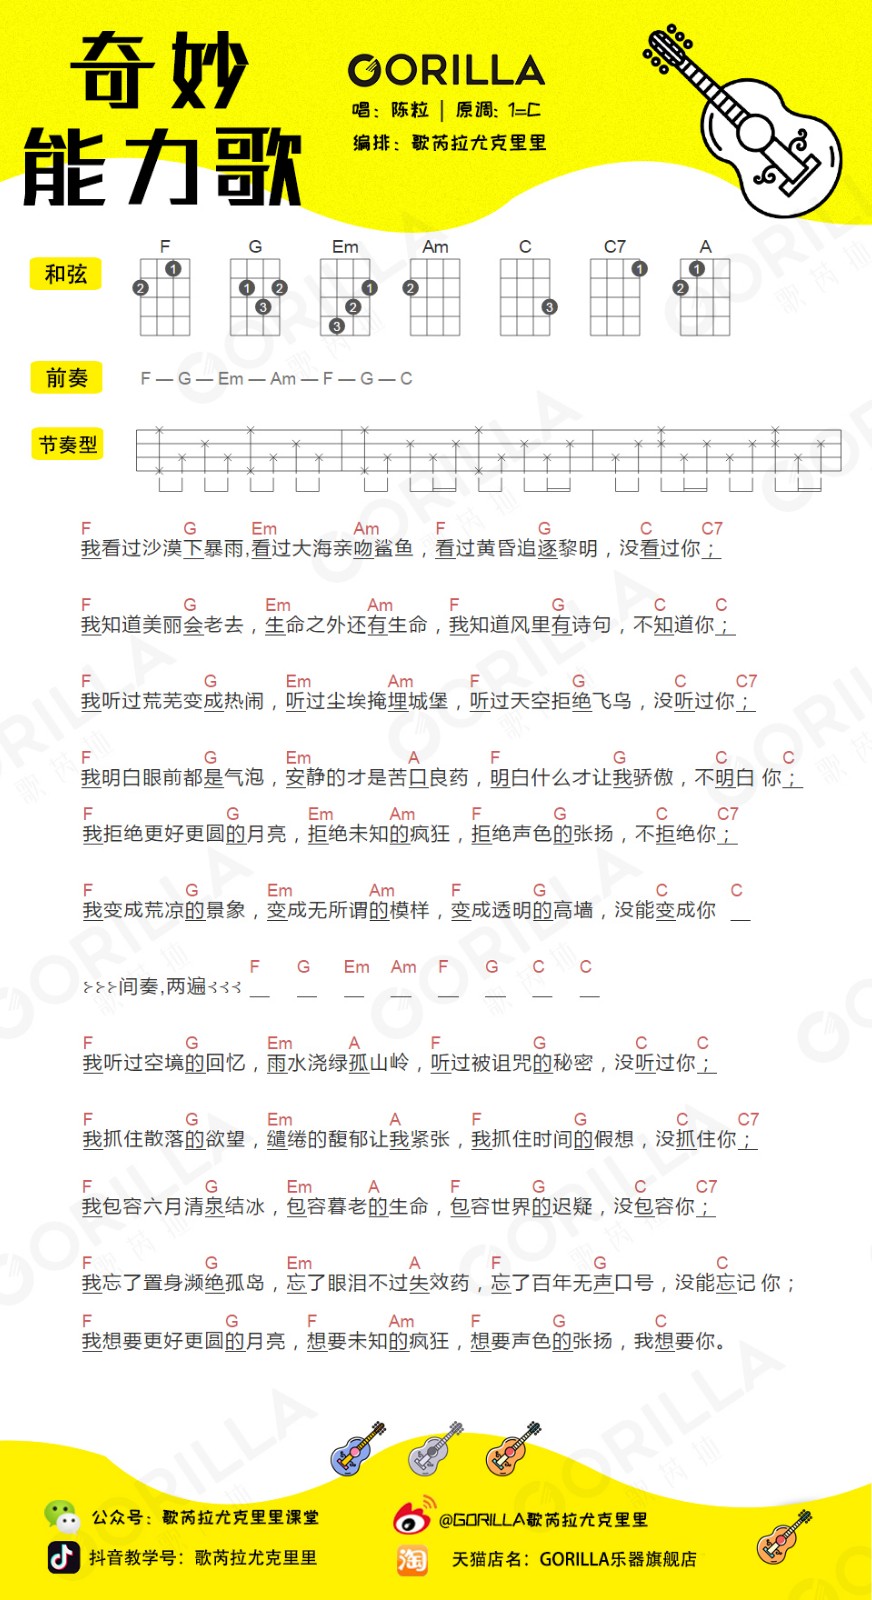 奇妙
能力歌
GORILLA
唱：陈粒 | 原调：1=C
编排：歌芮拉尤克里里
和弦
F G Em Am C C7 A
1 2 1 2 3 1 2 3 2 3 1 1 2
前奏
F — G — Em — Am — F — G — C
节奏型
F G Em Am F G C C7
我看过沙漠下暴雨,看过大海亲吻鲨鱼，看过黄昏追逐黎明，没看过你；
F G Em Am F G C C
我知道美丽会老去，生命之外还有生命，我知道风里有诗句，不知道你；
F G Em Am F G C C7
我听过荒芜变成热闹，听过尘埃掩埋城堡，听过天空拒绝飞鸟，没听过你；
F G Em A F G C C
我明白眼前都是气泡，安静的才是苦口良药，明白什么才让我骄傲，不明白 你；
F G Em Am F G C C7
我拒绝更好更圆的月亮，拒绝未知的疯狂，拒绝声色的张扬，不拒绝你；
F G Em Am F G C C
我变成荒凉的景象，变成无所谓的模样，变成透明的高墙，没能变成你
F G Em Am F G C C
>>>间奏,两遍<<<
F G Em A F G C C
我听过空境的回忆，雨水浇绿孤山岭，听过被诅咒的秘密，没听过你；
F G Em A F G C C7
我抓住散落的欲望，缱绻的馥郁让我紧张，我抓住时间的假想，没抓住你；
F G Em A F G C C7
我包容六月清泉结冰，包容暮老的生命，包容世界的迟疑，没包容你；
F G Em A F G C
我忘了置身濒绝孤岛，忘了眼泪不过失效药，忘了百年无声口号，没能忘记 你；
F G F Am F G C
我想要更好更圆的月亮，想要未知的疯狂，想要声色的张扬，我想要你。
公众号：歌芮拉尤克里里课堂
@GORILLA歌芮拉尤克里里
抖音教学号：歌芮拉尤克里里
淘
天猫店名：GORILLA乐器旗舰店